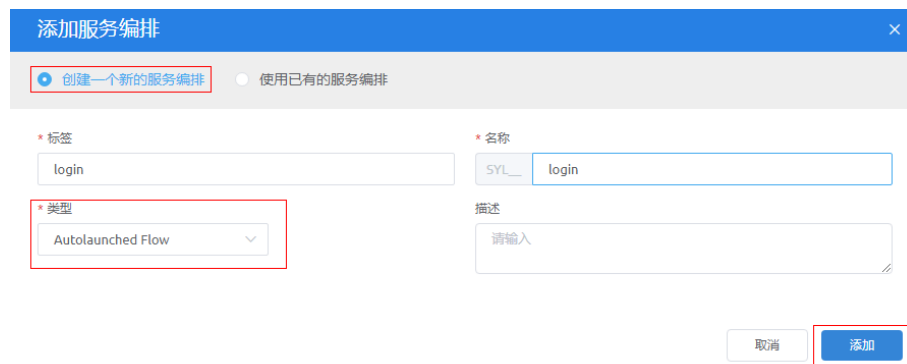 添加服务编排
创建一个新的服务编排 使用已有的服务编排
* 标签 * 名称
login SYL__ login
* 类型 描述
Autolaunched Flow 请输入
取消 添加